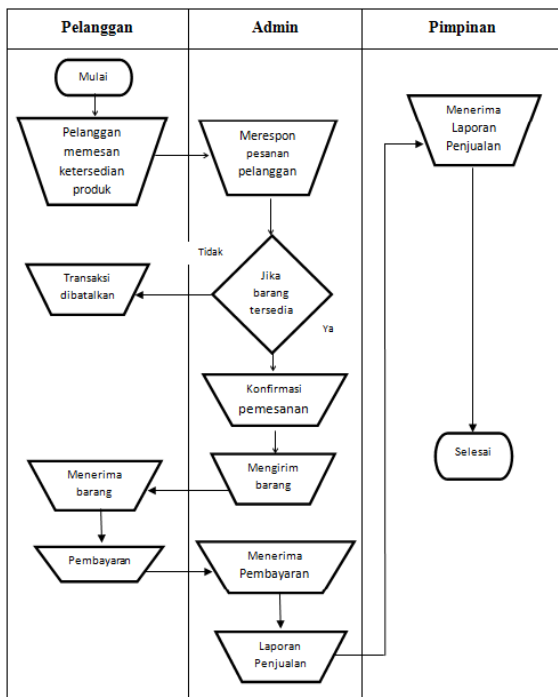 Pelanggan
Admin
Pimpinan
Mulai
Pelanggan
memesan
ketersedian
produk
Merespon
pesanan
pelanggan
Menerima
Laporan
Penjualan
Tidak
Transaksi
dibatalkan
Jika
barang
tersedia
Ya
Konfirmasi
pemesanan
Selesai
Menerima
barang
Mengirim
barang
Pembayaran
Menerima
Pembayaran
Laporan
Penjualan